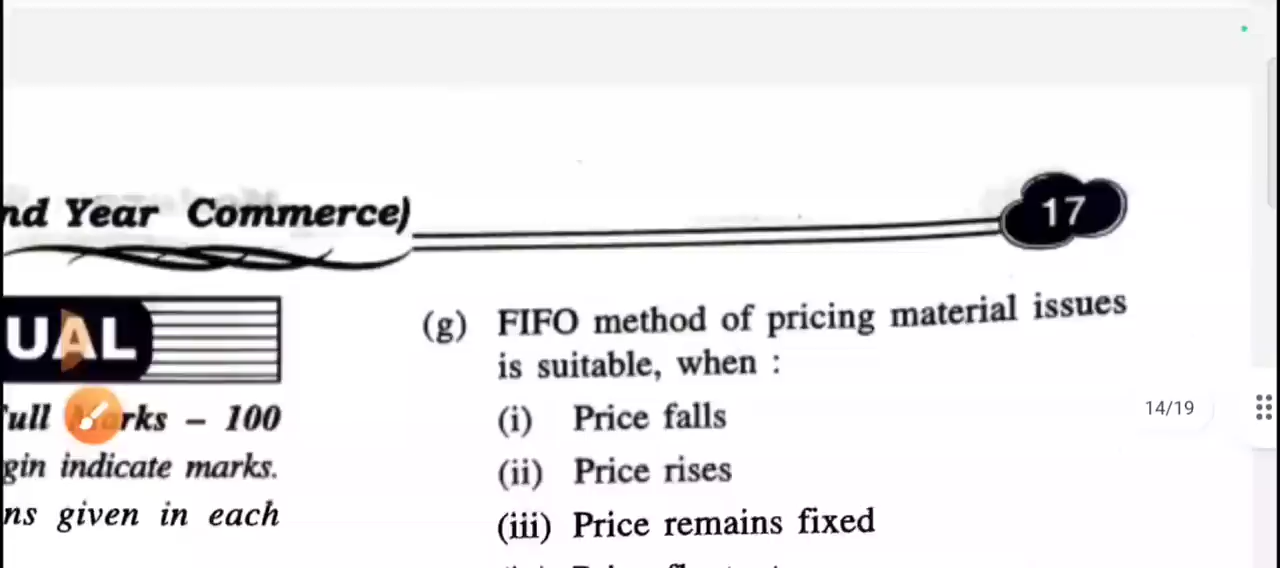 nd Year Commerce)
17
UAL
ull Marks – 100
gin indicate marks.
ns given in each
(g) FIFO method of pricing material issues
is suitable, when :
(i) Price falls
(ii) Price rises
(iii) Price remains fixed
14/19